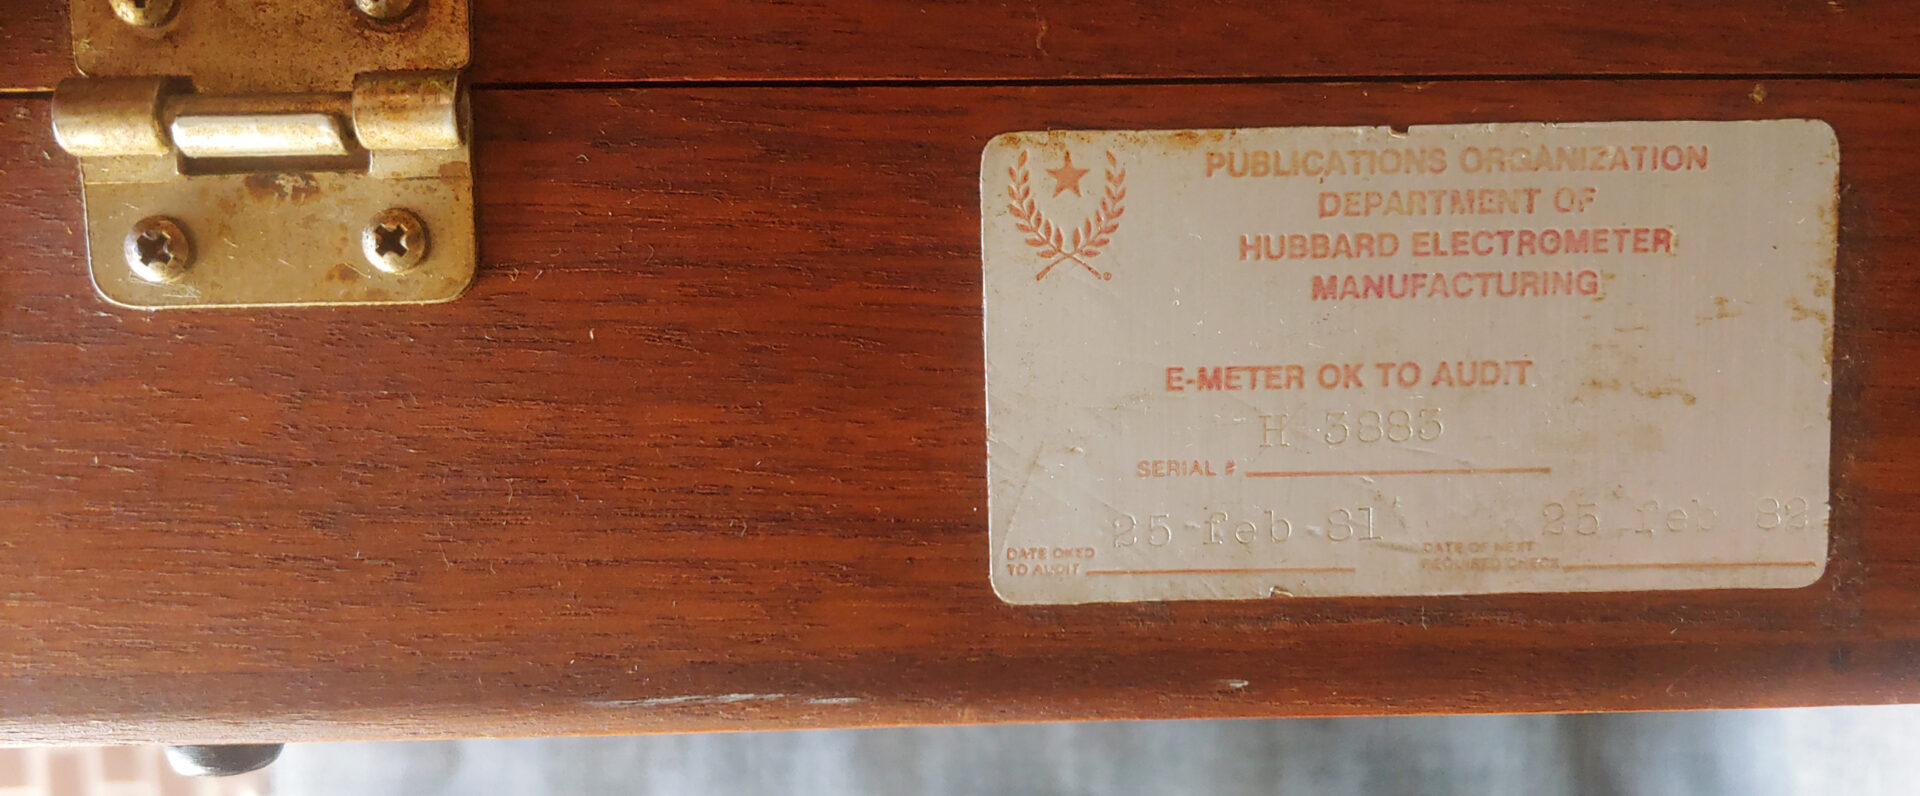 PUBLICATIONS ORGANIZATION
DEPARTMENT OF
HUBBARD ELECTROMETER
MANUFACTURING
E-METER OK TO AUDIT
H 3883
SERIAL #
25 feb 81 25 feb 82
DATE OKED DATE OF NEXT
TO AUDIT REQUIRED CHECK